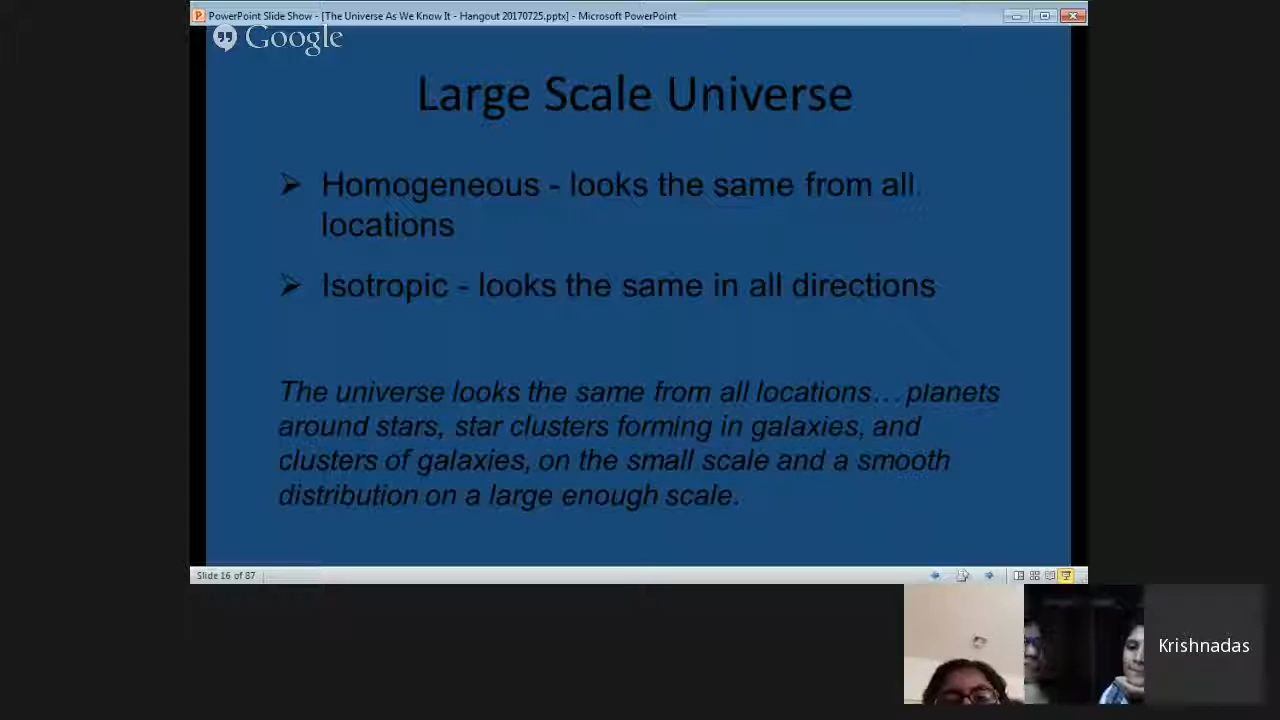 PowerPoint Slide Show - [The Universe As We Know It - Hangout 20170725.pptx] - Microsoft PowerPoint
Google
Large Scale Universe
Homogeneous - looks the same from all
locations
Isotropic - looks the same in all directions
The universe looks the same from all locations… planets
around stars, star clusters forming in galaxies, and
clusters of galaxies, on the small scale and a smooth
distribution on a large enough scale.
Slide 16 of 87
Krishnadas